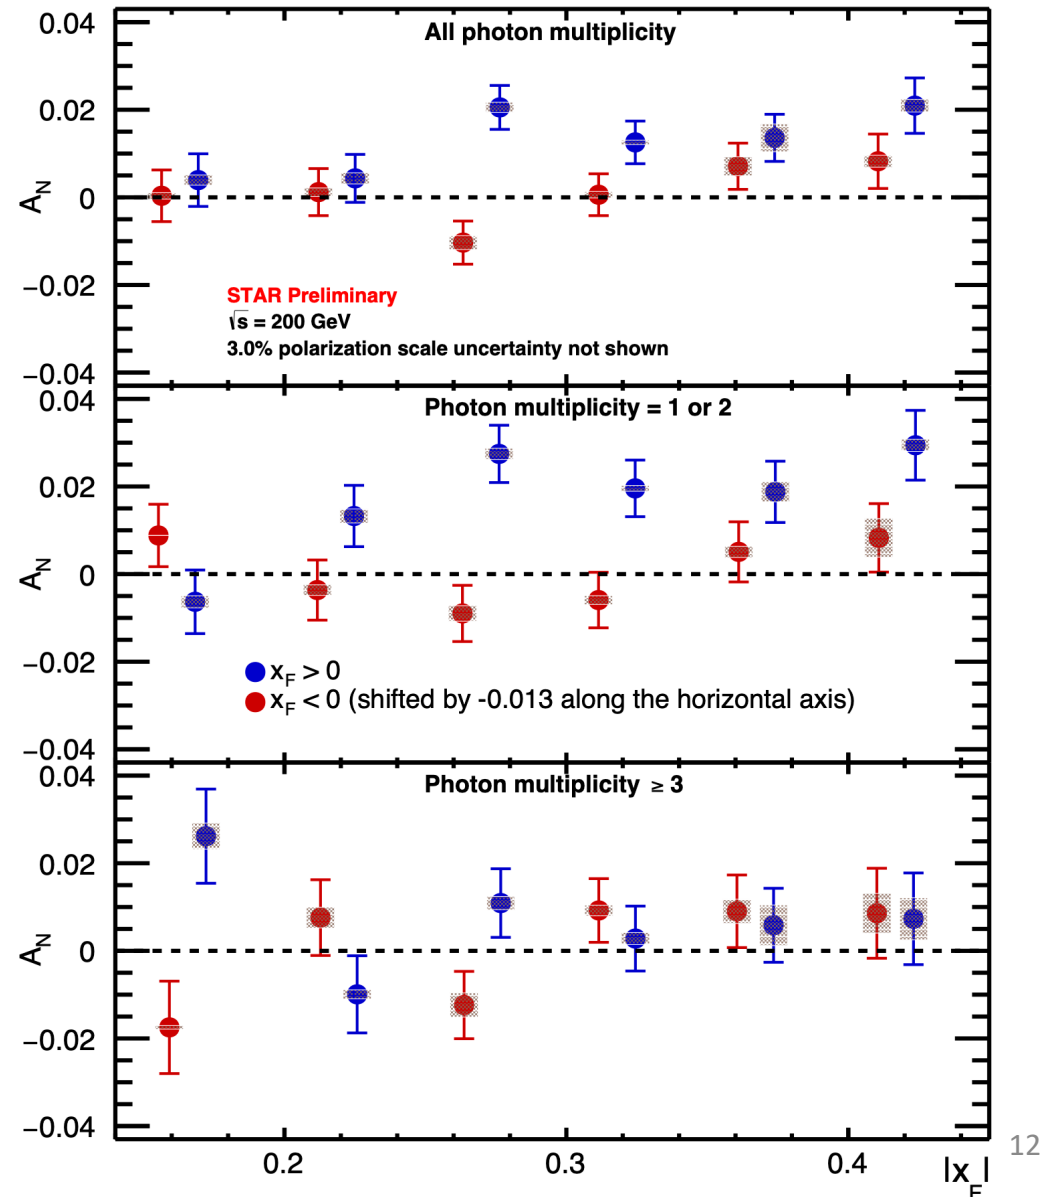 0.04
All photon multiplicity
0.02
A_N
0
−0.02
STAR Preliminary
√s = 200 GeV
3.0% polarization scale uncertainty not shown
−0.04
0.04
Photon multiplicity = 1 or 2
0.02
A_N
0
−0.02
x_F > 0
x_F < 0 (shifted by -0.013 along the horizontal axis)
−0.04
0.04
Photon multiplicity ≥ 3
0.02
A_N
0
−0.02
−0.04
0.2 0.3 0.4 |x_F|
12